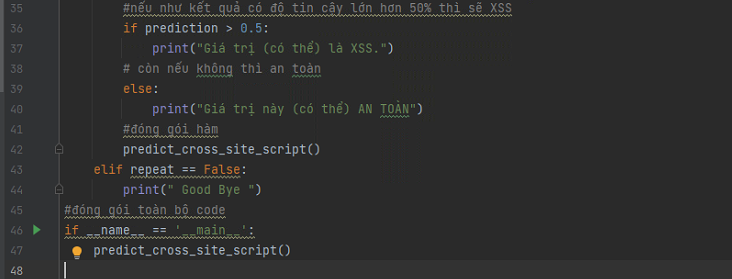 35 #nếu như kết quả có độ tin cậy lớn hơn 50% thì sẽ XSS
36 if prediction > 0.5:
37 print("Giá trị (có thể) là XSS.")
38 # còn nếu không thì an toàn
39 else:
40 print("Giá trị này (có thể) AN TOÀN")
41 #đóng gói hàm
42 predict_cross_site_script()
43 elif repeat == False:
44 print(" Good Bye ")
45 #đóng gói toàn bộ code
46 if __name__ == '__main__':
47 predict_cross_site_script()
48